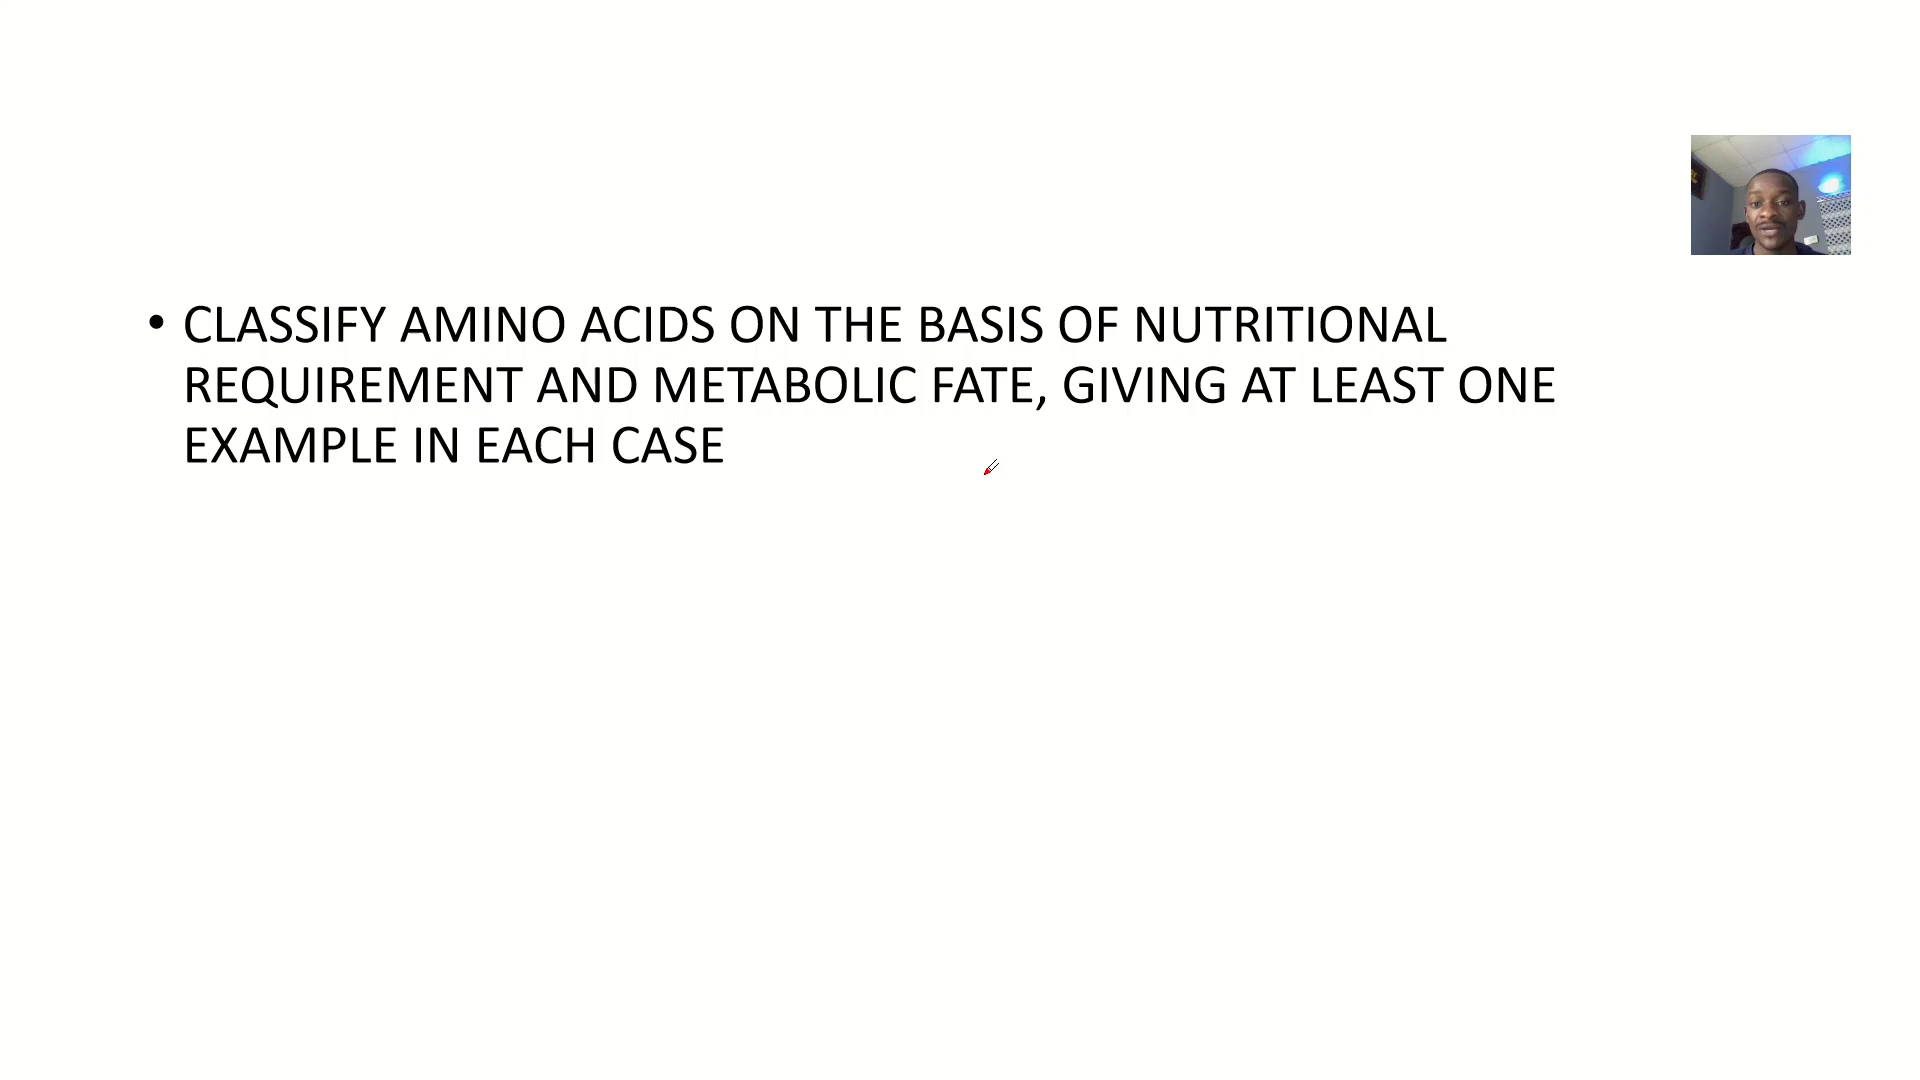 • CLASSIFY AMINO ACIDS ON THE BASIS OF NUTRITIONAL
REQUIREMENT AND METABOLIC FATE, GIVING AT LEAST ONE
EXAMPLE IN EACH CASE